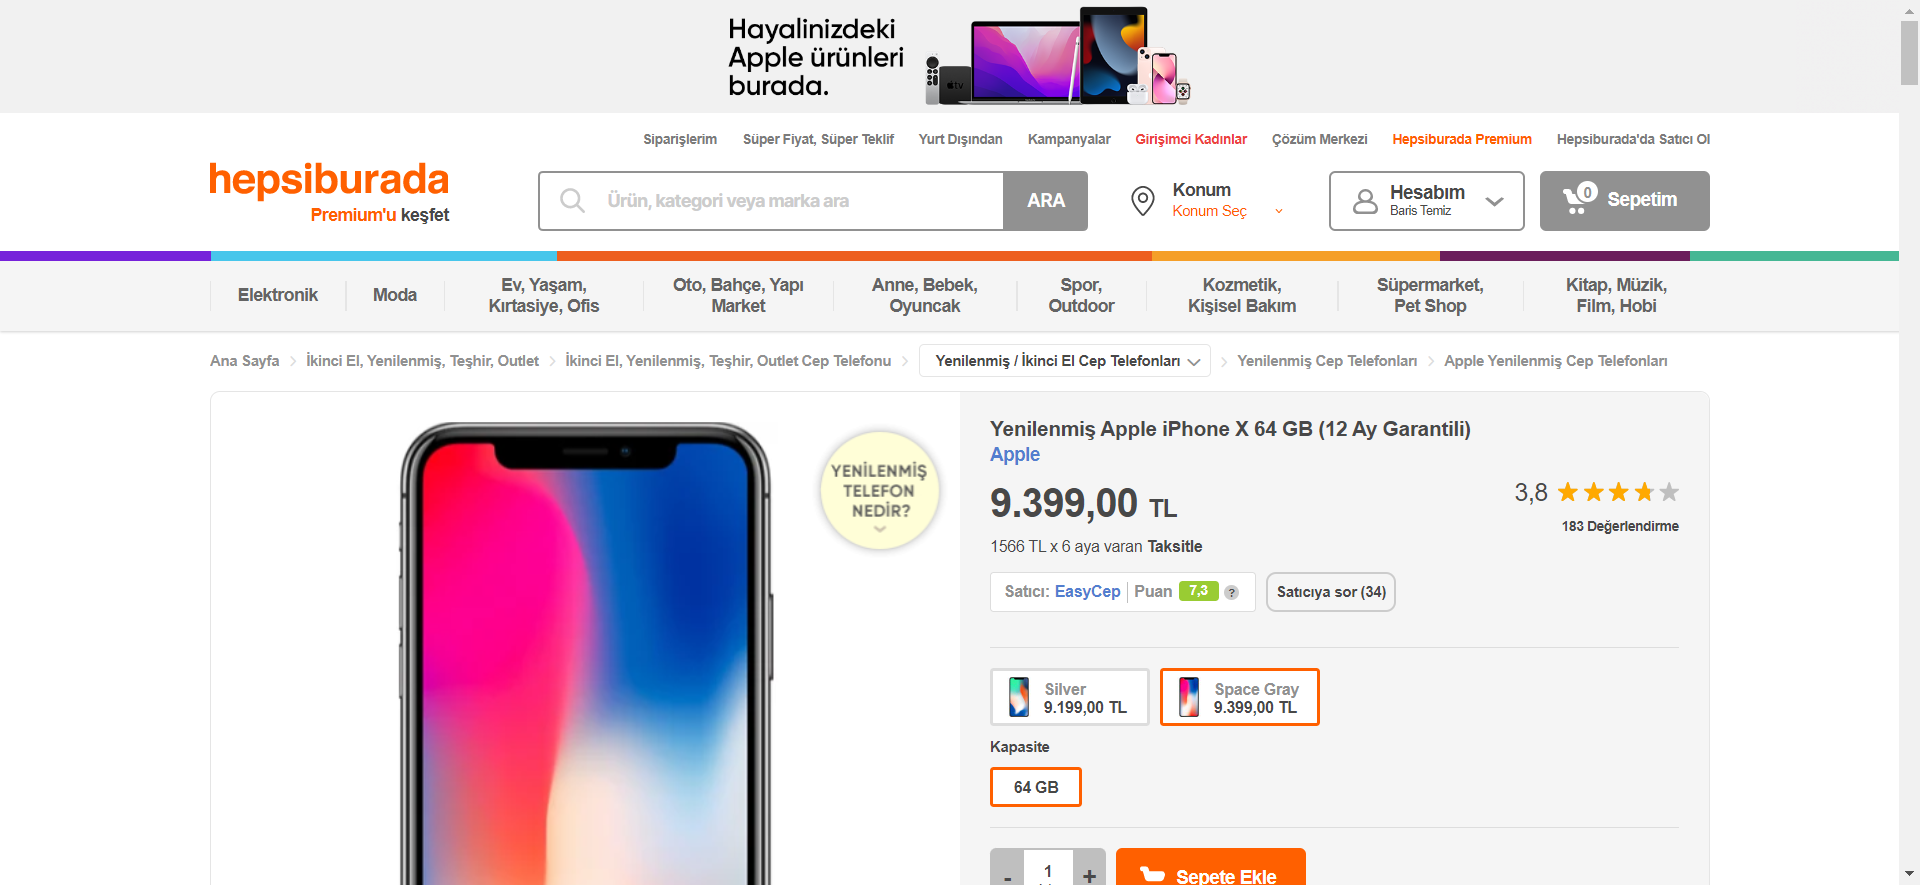 Hayalinizdeki
Apple ürünleri
burada.
tv
Siparişlerim Süper Fiyat, Süper Teklif Yurt Dışından Kampanyalar Girişimci Kadınlar Çözüm Merkezi Hepsiburada Premium Hepsiburada'da Satıcı Ol
hepsiburada
Premium'u keşfet
Ürün, kategori veya marka ara
ARA
Konum
Konum Seç
Hesabım
Baris Temiz
0
Sepetim
Elektronik
Moda
Ev, Yaşam,
Kırtasiye, Ofis
Oto, Bahçe, Yapı
Market
Anne, Bebek,
Oyuncak
Spor,
Outdoor
Kozmetik,
Kişisel Bakım
Süpermarket,
Pet Shop
Kitap, Müzik,
Film, Hobi
Ana Sayfa İkinci El, Yenilenmiş, Teşhir, Outlet İkinci El, Yenilenmiş, Teşhir, Outlet Cep Telefonu Yenilenmiş / İkinci El Cep Telefonları Yenilenmiş Cep Telefonları Apple Yenilenmiş Cep Telefonları
YENİLENMİŞ
TELEFON
NEDİR?
Yenilenmiş Apple iPhone X 64 GB (12 Ay Garantili)
Apple
9.399,00 TL
3,8
183 Değerlendirme
1566 TL x 6 aya varan Taksitle
Satıcı: EasyCep Puan 7,3 ?
Satıcıya sor (34)
Silver
9.199,00 TL
Space Gray
9.399,00 TL
Kapasite
64 GB
- 1 +
Sepete Ekle